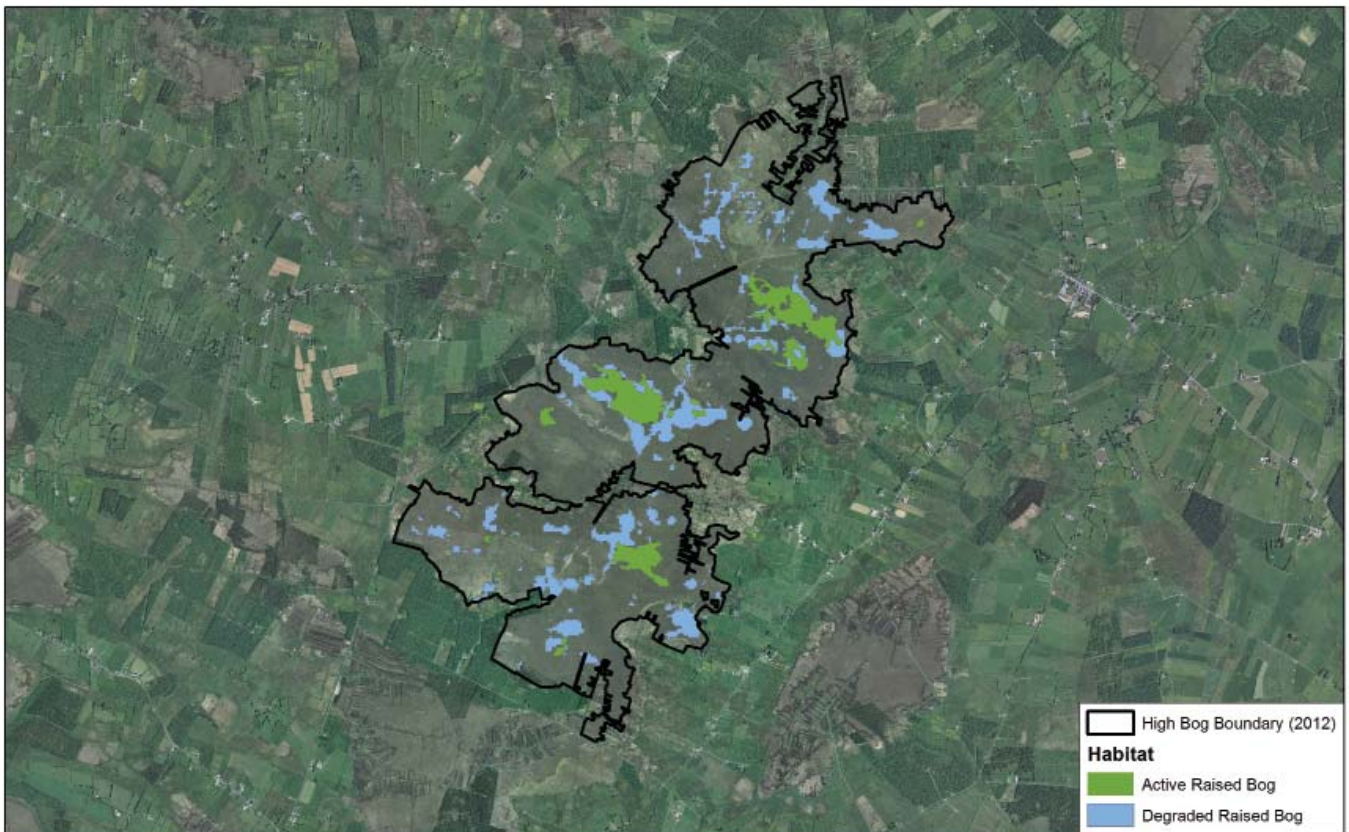 High Bog Boundary (2012)
Habitat
Active Raised Bog
Degraded Raised Bog